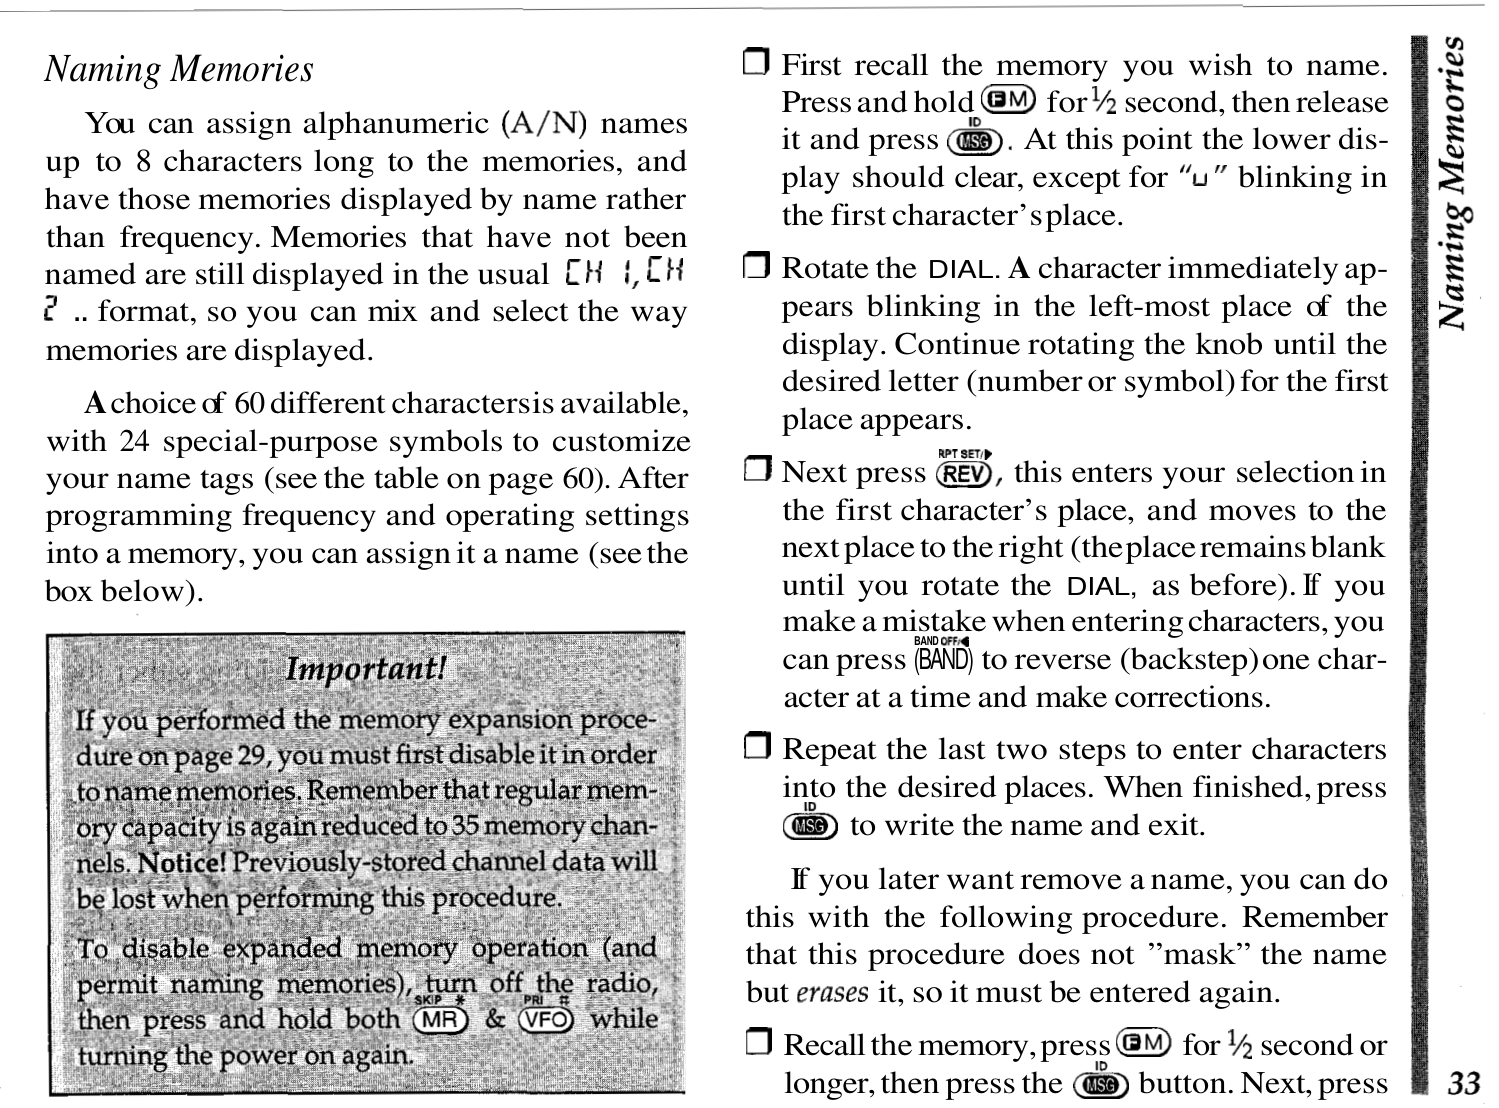 Naming Memories
You can assign alphanumeric (A/N) names
up to 8 characters long to the memories, and
have those memories displayed by name rather
than frequency. Memories that have not been
named are still displayed in the usual CH 1, CH
2 .. format, so you can mix and select the way
memories are displayed.
A choice of 60 different characters is available,
with 24 special-purpose symbols to customize
your name tags (see the table on page 60). After
programming frequency and operating settings
into a memory, you can assign it a name (see the
box below).
Important!
If you performed the memory expansion proce-
dure on page 29, you must first disable it in order
to name memories. Remember that regular mem-
ory capacity is again reduced to 35 memory chan-
nels. Notice! Previously-stored channel data will
be lost when performing this procedure.
To disable expanded memory operation (and
permit naming memories), turn off the radio,
SKIP * PRI #
then press and hold both MR & VFO while
turning the power on again.
❒ First recall the memory you wish to name.
Press and hold FM for ½ second, then release
ID
it and press MSG. At this point the lower dis-
play should clear, except for “u” blinking in
the first character’s place.
❒ Rotate the DIAL. A character immediately ap-
pears blinking in the left-most place of the
display. Continue rotating the knob until the
desired letter (number or symbol) for the first
place appears.
RPT SET/▶
❒ Next press REV, this enters your selection in
the first character’s place, and moves to the
next place to the right (the place remains blank
until you rotate the DIAL, as before). If you
make a mistake when entering characters, you
BAND OFF/◀
can press BAND to reverse (backstep) one char-
acter at a time and make corrections.
❒ Repeat the last two steps to enter characters
into the desired places. When finished, press
ID
MSG to write the name and exit.
If you later want remove a name, you can do
this with the following procedure. Remember
that this procedure does not ”mask” the name
but erases it, so it must be entered again.
❒ Recall the memory, press FM for ½ second or
ID
longer, then press the MSG button. Next, press
Naming Memories
33